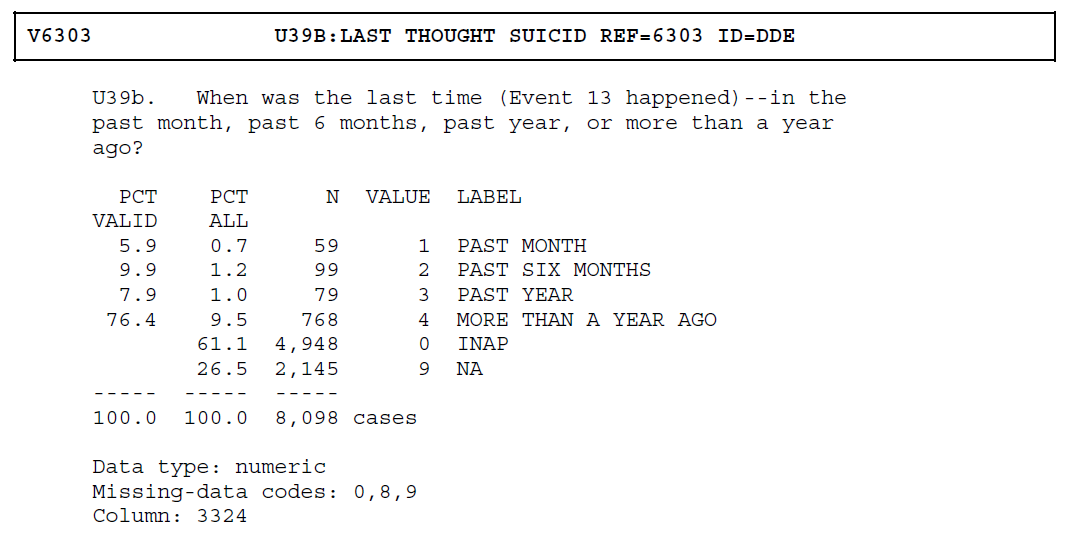 V6303 U39B:LAST THOUGHT SUICID REF=6303 ID=DDE
U39b. When was the last time (Event 13 happened)--in the
past month, past 6 months, past year, or more than a year
ago?
PCT PCT N VALUE LABEL
VALID ALL
5.9 0.7 59 1 PAST MONTH
9.9 1.2 99 2 PAST SIX MONTHS
7.9 1.0 79 3 PAST YEAR
76.4 9.5 768 4 MORE THAN A YEAR AGO
61.1 4,948 0 INAP
26.5 2,145 9 NA
----- ----- -----
100.0 100.0 8,098 cases
Data type: numeric
Missing-data codes: 0,8,9
Column: 3324